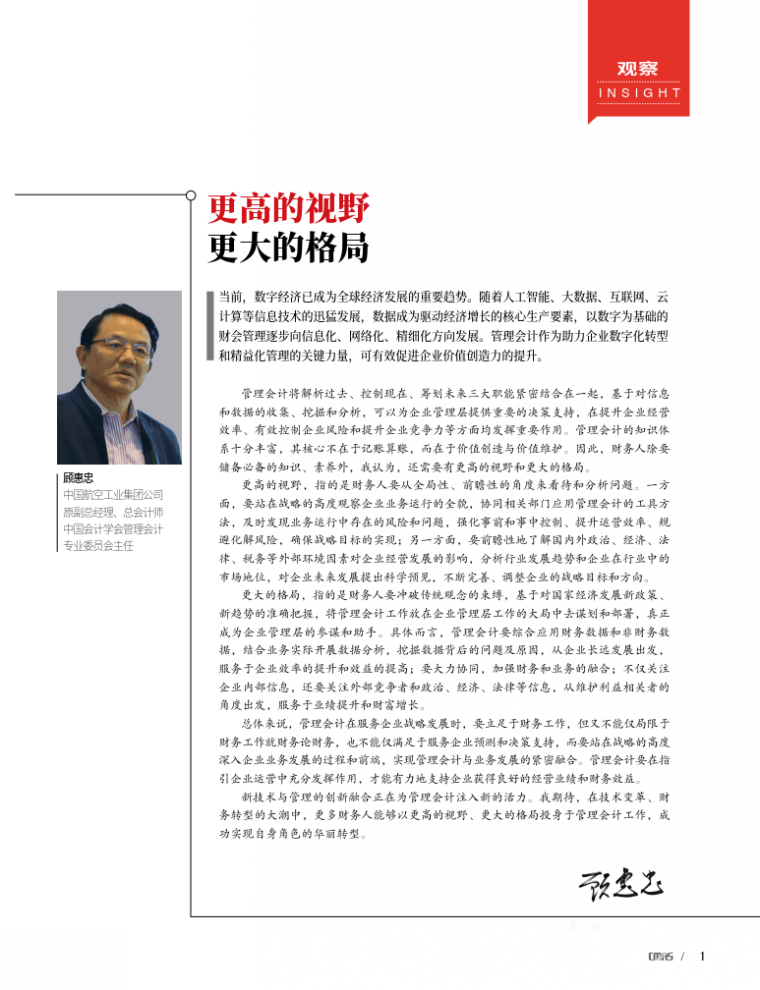 观察
INSIGHT
更高的视野
更大的格局
当前，数字经济已成为全球经济发展的重要趋势。随着人工智能、大数据、互联网、云
计算等信息技术的迅猛发展，数据成为驱动经济增长的核心生产要素，以数字为基础的
财会管理逐步向信息化、网络化、精细化方向发展。管理会计作为助力企业数字化转型
和精益化管理的关键力量，可有效促进企业价值创造力的提升。
顾惠忠
中国航空工业集团公司
原副总经理、总会计师
中国会计学会管理会计
专业委员会主任
管理会计将解析过去、控制现在、筹划未来三大职能紧密结合在一起，基于对信息
和数据的收集、挖掘和分析，可以为企业管理层提供重要的决策支持，在提升企业经营
效率、有效控制企业风险和提升企业竞争力等方面均发挥重要作用。管理会计的知识体
系十分丰富，其核心不在于记账算账，而在于价值创造与价值维护。因此，财务人除要
储备必备的知识、素养外，我认为，还需要有更高的视野和更大的格局。
更高的视野，指的是财务人要从全局性、前瞻性的角度来看待和分析问题。一方
面，要站在战略的高度观察企业业务运行的全貌，协同相关部门应用管理会计的工具方
法，及时发现业务运行中存在的风险和问题，强化事前和事中控制、提升运营效率、规
避化解风险，确保战略目标的实现；另一方面，要前瞻性地了解国内外政治、经济、法
律、税务等外部环境因素对企业经营发展的影响，分析行业发展趋势和企业在行业中的
市场地位，对企业未来发展提出科学预见，不断完善、调整企业的战略目标和方向。
更大的格局，指的是财务人要冲破传统观念的束缚，基于对国家经济发展新政策、
新趋势的准确把握，将管理会计工作放在企业管理层工作的大局中去谋划和部署，真正
成为企业管理层的参谋和助手。具体而言，管理会计要综合应用财务数据和非财务数
据，结合业务实际开展数据分析，挖掘数据背后的问题及原因，从企业长远发展出发，
服务于企业效率的提升和效益的提高；要大力协同，加强财务和业务的融合；不仅关注
企业内部信息，还要关注外部竞争者和政治、经济、法律等信息，从维护利益相关者的
角度出发，服务于业绩提升和财富增长。
总体来说，管理会计在服务企业战略发展时，要立足于财务工作，但又不能仅局限于
财务工作就财务论财务，也不能仅满足于服务企业预测和决策支持，而要站在战略的高度
深入企业业务发展的过程和前端，实现管理会计与业务发展的紧密融合。管理会计要在指
引企业运营中充分发挥作用，才能有力地支持企业获得良好的经营业绩和财务效益。
新技术与管理的创新融合正在为管理会计注入新的活力。我期待，在技术变革、财
务转型的大潮中，更多财务人能够以更高的视野、更大的格局投身于管理会计工作，成
功实现自身角色的华丽转型。
顾惠忠
CMAS / 1